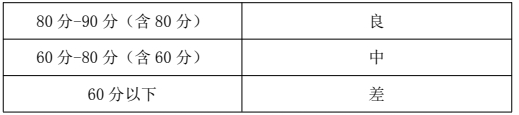 80 分-90 分（含 80 分） 良
60 分-80 分（含 60 分） 中
60 分以下 差